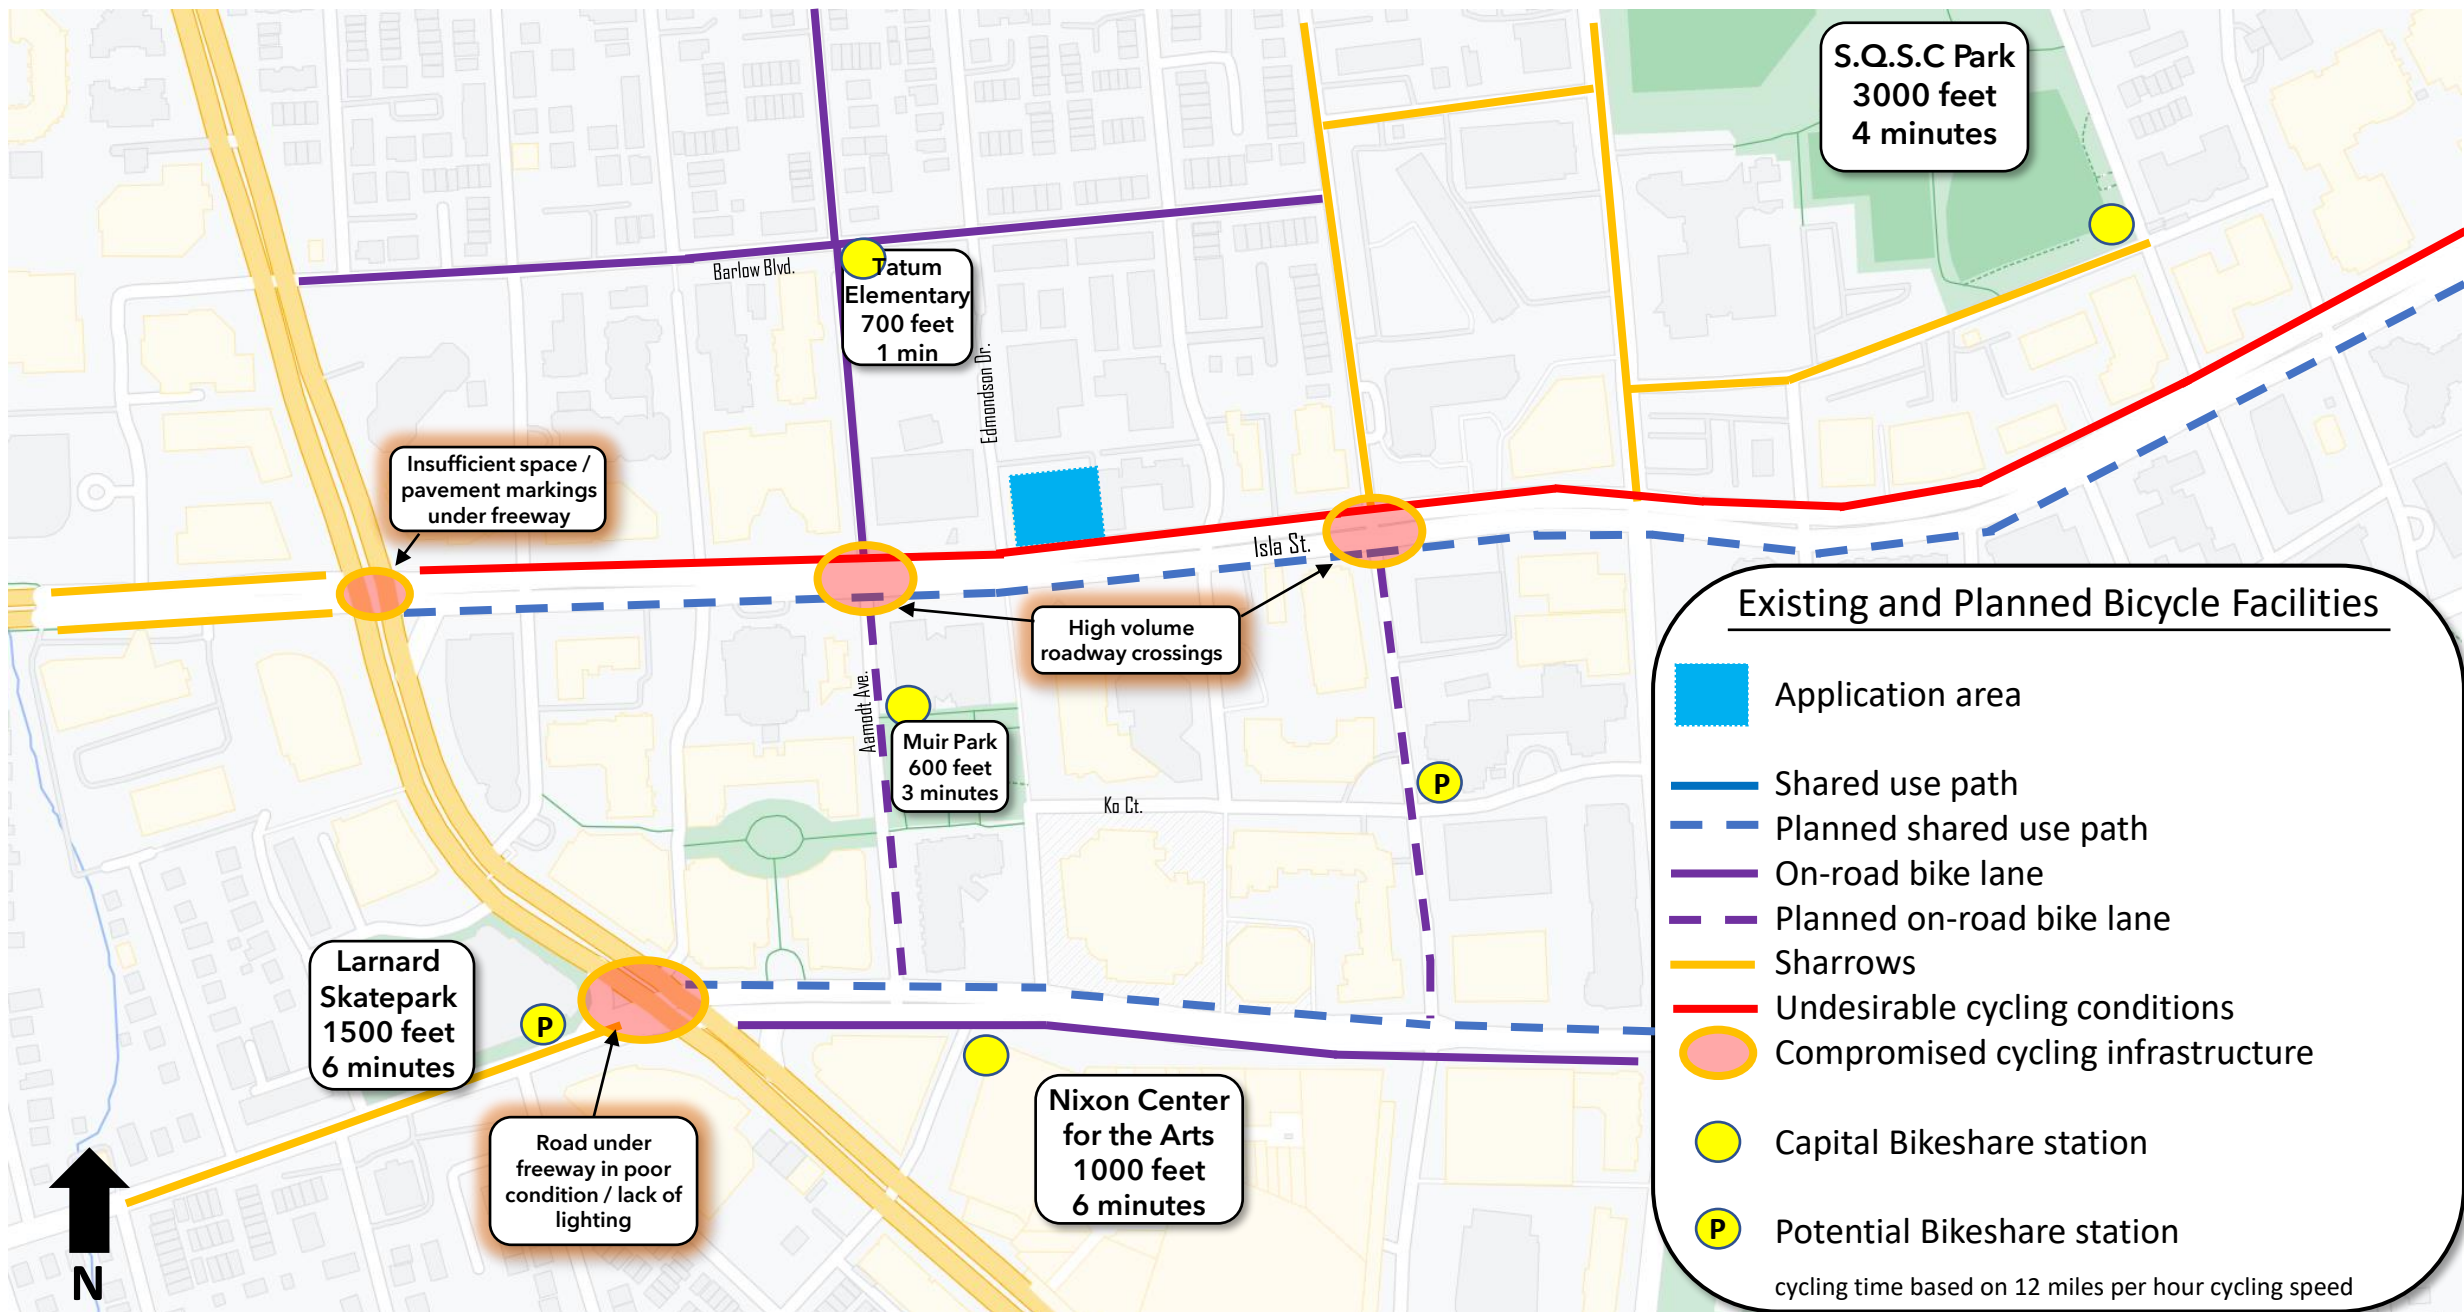 S.Q.S.C Park
3000 feet
4 minutes
Barlow Blvd.
Tatum
Elementary
700 feet
1 min
Edmondson Dr.
Insufficient space /
pavement markings
under freeway
Isla St.
High volume
roadway crossings
Aamodt Ave.
Muir Park
600 feet
3 minutes
Ko Ct.
P
Larnard
Skatepark
1500 feet
6 minutes
P
Road under
freeway in poor
condition / lack of
lighting
Nixon Center
for the Arts
1000 feet
6 minutes
N
Existing and Planned Bicycle Facilities
Application area
Shared use path
Planned shared use path
On-road bike lane
Planned on-road bike lane
Sharrows
Undesirable cycling conditions
Compromised cycling infrastructure
Capital Bikeshare station
P Potential Bikeshare station
cycling time based on 12 miles per hour cycling speed